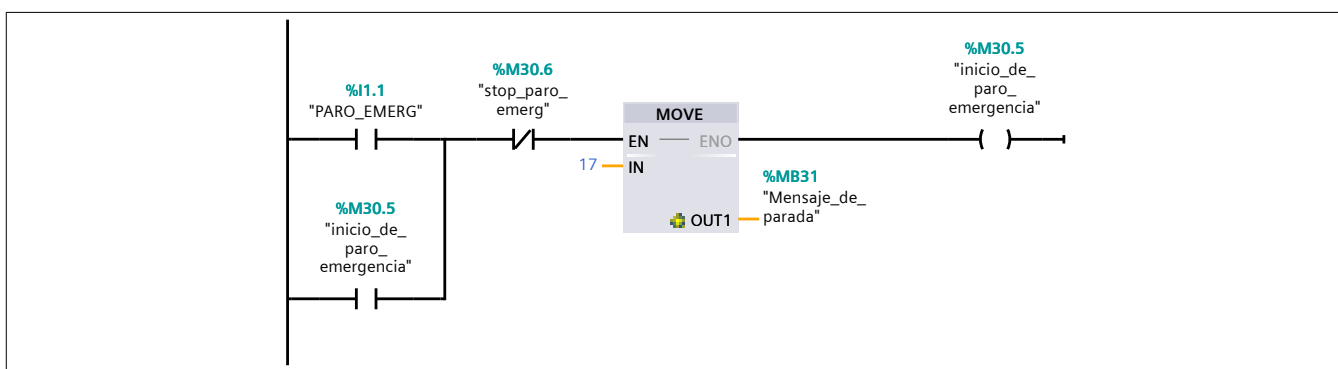 %M30.5
"inicio_de_
paro_
emergencia"
%M30.6
"stop_paro_
emerg"
%I1.1
"PARO_EMERG"
MOVE
EN
ENO
17
IN
%MB31
"Mensaje_de_
parada"
OUT1
%M30.5
"inicio_de_
paro_
emergencia"